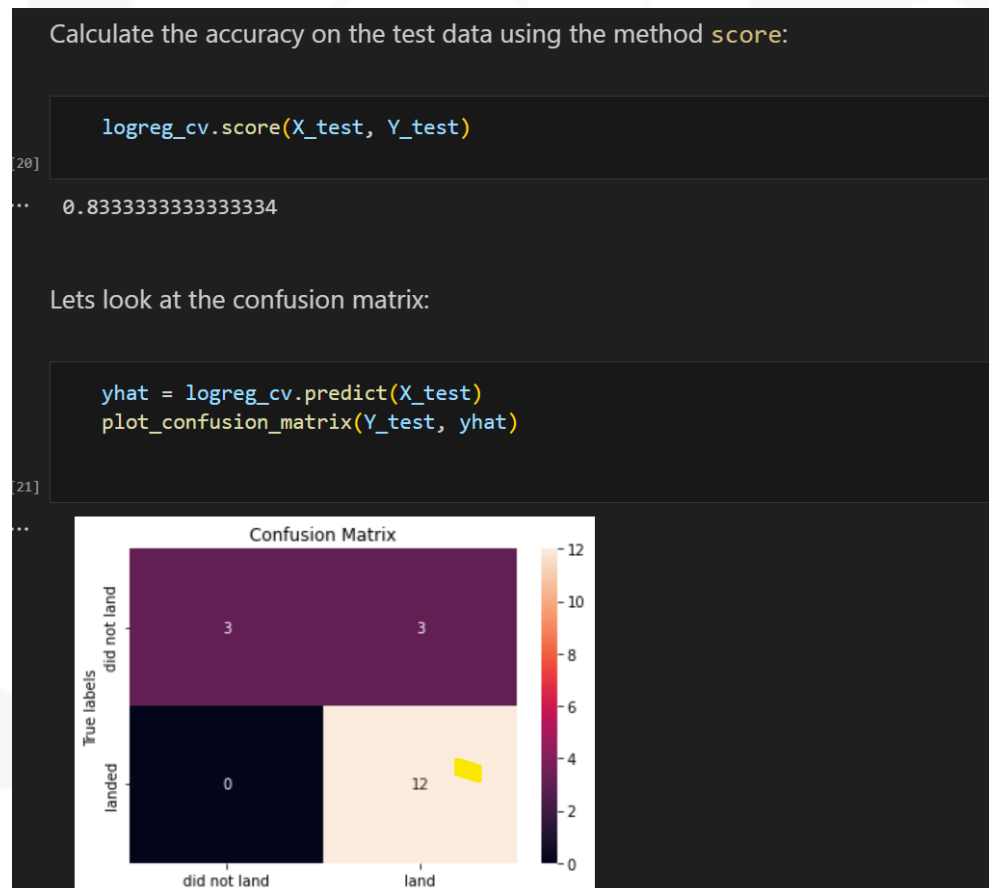 Calculate the accuracy on the test data using the method score:
logreg_cv.score(X_test, Y_test)
[20]
... 0.8333333333333334
Lets look at the confusion matrix:
yhat = logreg_cv.predict(X_test)
plot_confusion_matrix(Y_test, yhat)
[21]
...
Confusion Matrix
12
10
8
6
4
2
0
True labels
did not land
landed
3 3
0 12
did not land land